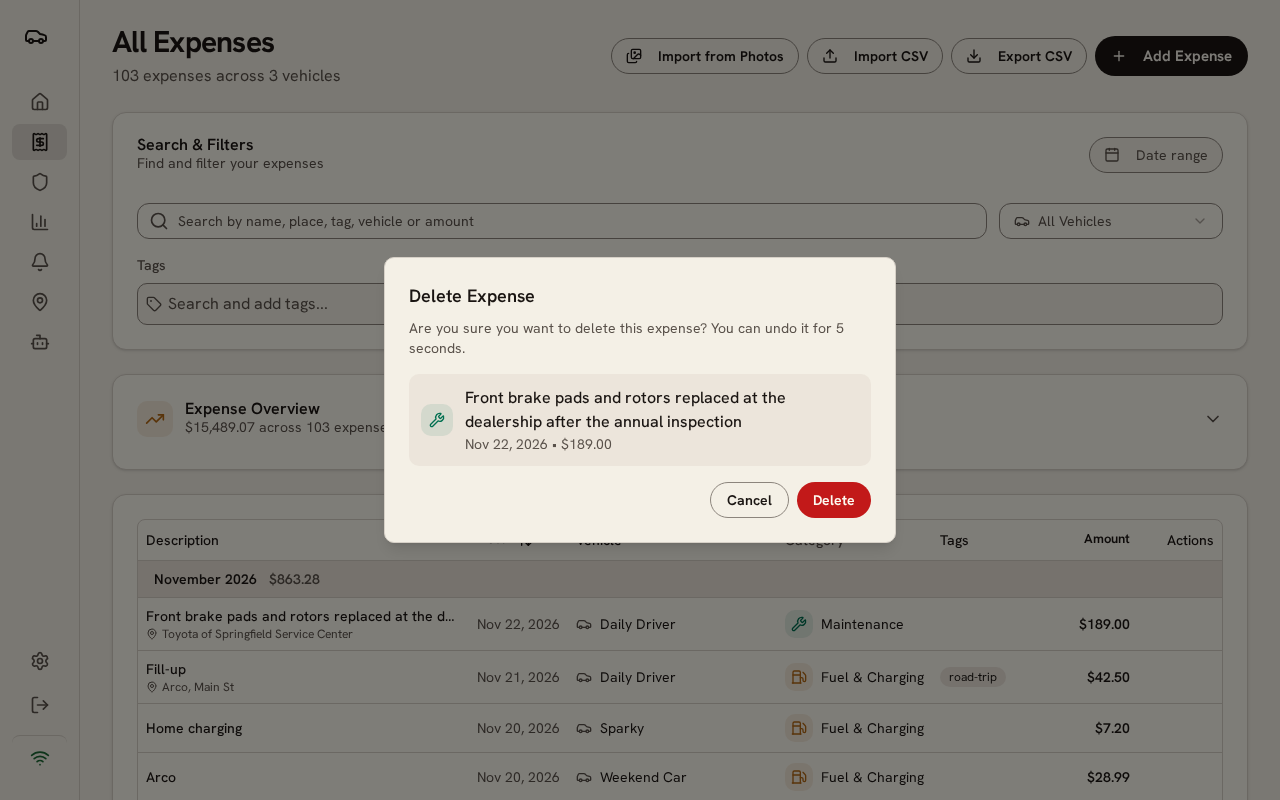 All Expenses
103 expenses across 3 vehicles
Import from Photos
Import CSV
Export CSV
Add Expense
Search & Filters
Find and filter your expenses
Date range
Search by name, place, tag, vehicle or amount
All Vehicles
Tags
Search and add tags...
Delete Expense
Are you sure you want to delete this expense? You can undo it for 5
seconds.
Front brake pads and rotors replaced at the
dealership after the annual inspection
Nov 22, 2026 • $189.00
Cancel
Delete
Expense Overview
$15,489.07 across 103 expense
Description
Vehicle
Category
Tags
Amount
Actions
November 2026 $863.28
Front brake pads and rotors replaced at the d...
Toyota of Springfield Service Center
Nov 22, 2026
Daily Driver
Maintenance
$189.00
Fill-up
Arco, Main St
Nov 21, 2026
Daily Driver
Fuel & Charging
road-trip
$42.50
Home charging
Nov 20, 2026
Sparky
Fuel & Charging
$7.20
Arco
Nov 20, 2026
Weekend Car
Fuel & Charging
$28.99